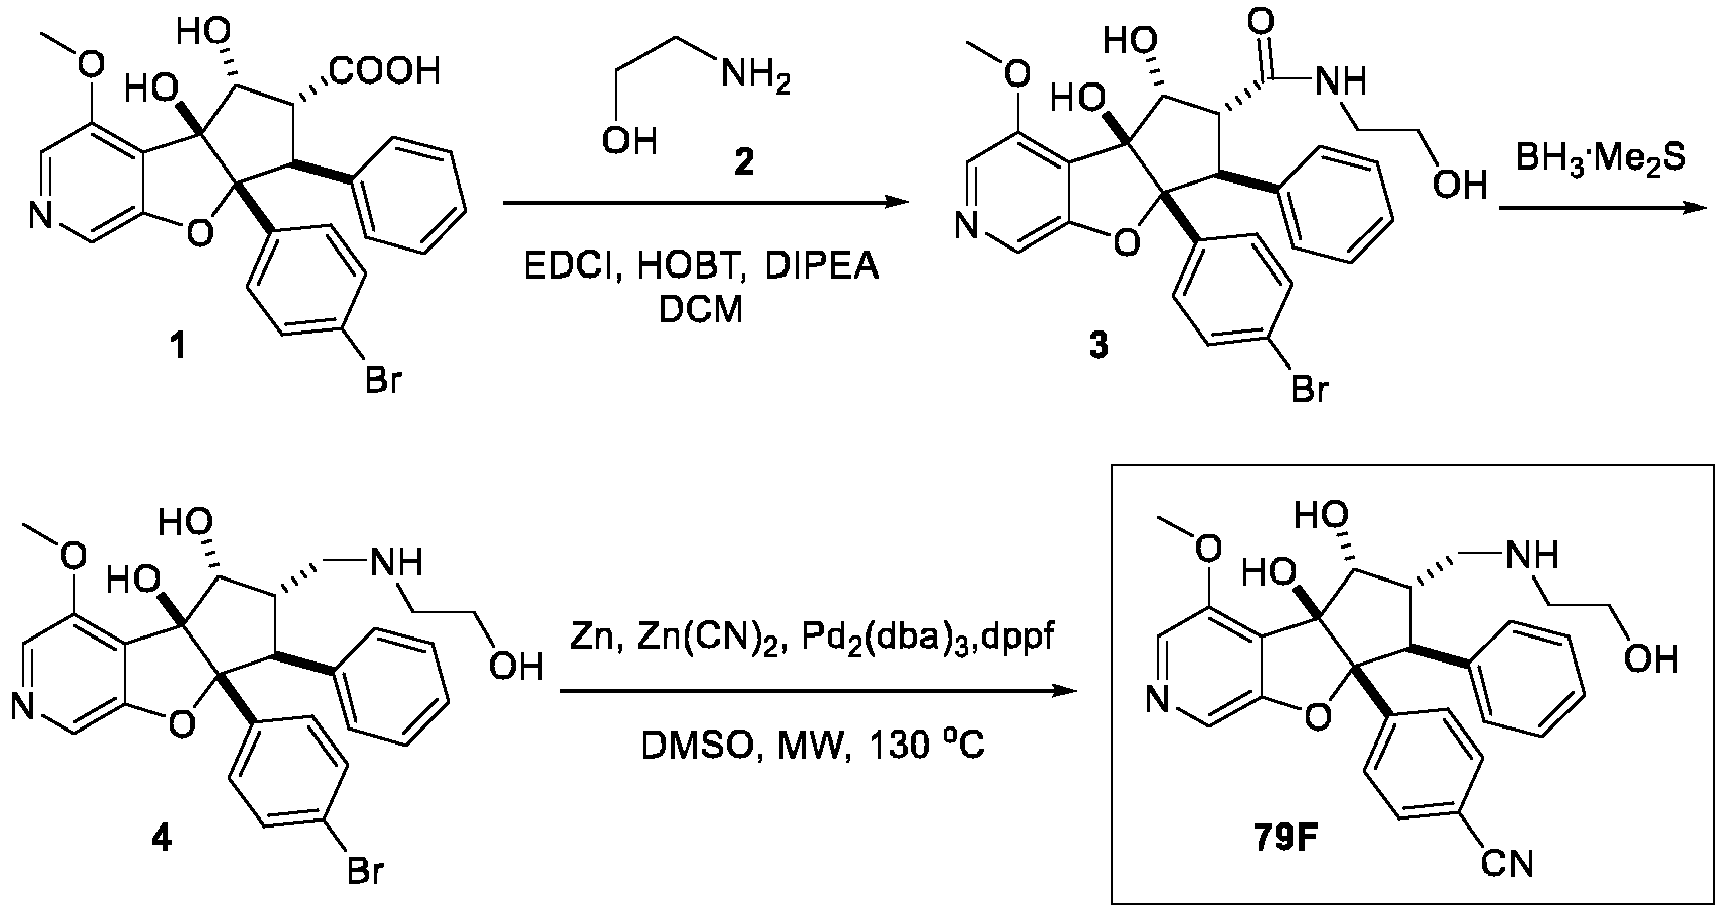 HO
O
HO
COOH
N
O
Br
1
NH2
OH
2
EDCI, HOBT, DIPEA
DCM
O
HO
O
HO
NH
OH
N
O
Br
3
BH3·Me2S
HO
O
HO
NH
OH
N
O
Br
4
Zn, Zn(CN)2, Pd2(dba)3,dppf
DMSO, MW, 130 °C
HO
O
HO
NH
OH
N
O
CN
79F